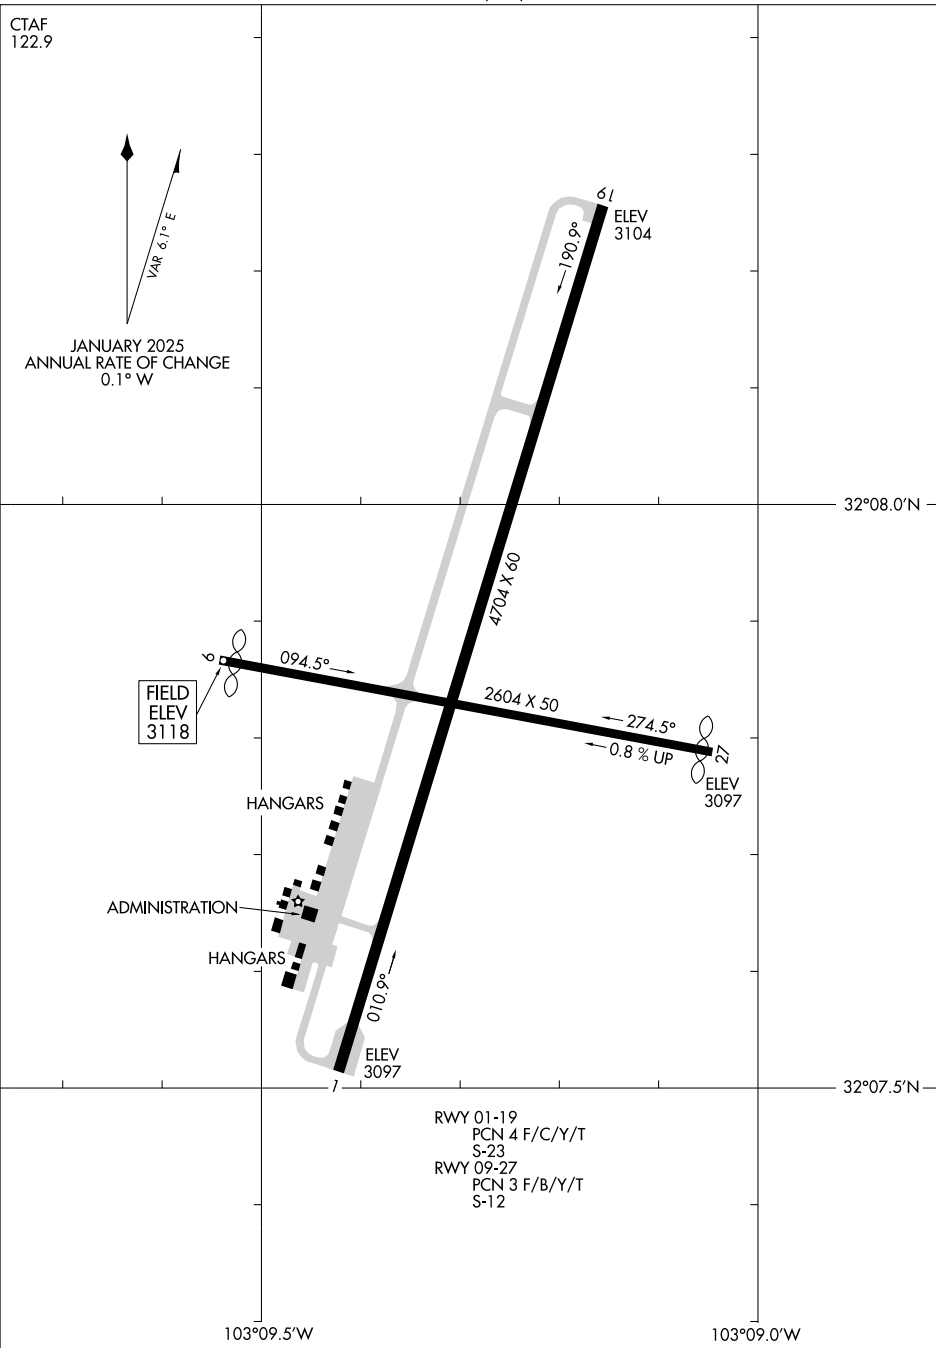 CTAF
122.9
VAR 6.1° E
JANUARY 2025
ANNUAL RATE OF CHANGE
0.1° W
19
ELEV
3104
190.9°
32°08.0'N
4704 X 60
9
094.5°
FIELD
ELEV
3118
2604 X 50
274.5°
0.8 % UP
27
ELEV
3097
HANGARS
ADMINISTRATION
HANGARS
010.9°
ELEV
3097
1
32°07.5'N
RWY 01-19
PCN 4 F/C/Y/T
S-23
RWY 09-27
PCN 3 F/B/Y/T
S-12
103°09.5'W
103°09.0'W